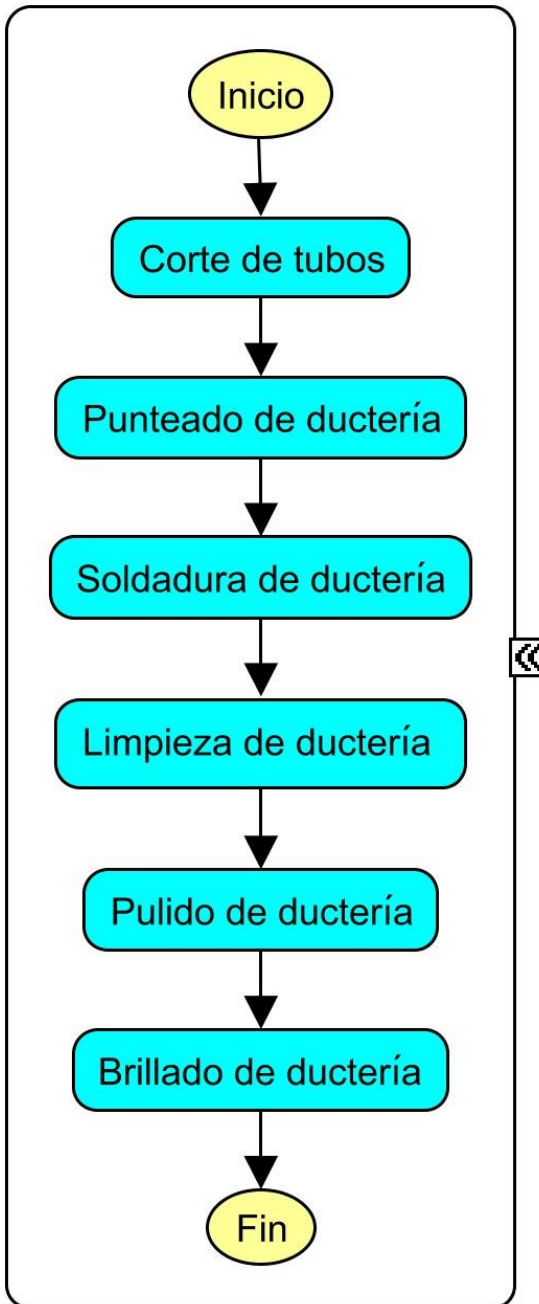 Inicio
Corte de tubos
Punteado de ductería
Soldadura de ductería
Limpieza de ductería
Pulido de ductería
Brillado de ductería
Fin